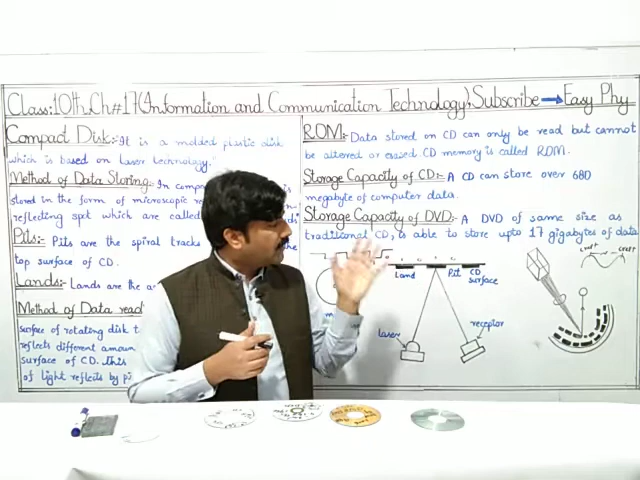 Class:10th,Ch#17(Information and Communication Technology),Subscribe→Easy Phy
Compact Disk:- It is a molded plastic disk
which is based on laser technology."
Method of Data Storing:- In comp
stored in the form of microscopic
reflecting spot which are called
Pits:- Pits are the spiral tracks the
top surface of CD.
Lands:- Lands are the a
Method of Data read
surface of rotating disk t
reflects different amoun
surface of CD. This
of light reflects by pi
ROM:- Data stored on CD can only be read but cannot
be altered or erased. CD memory is called ROM.
Storage Capacity of CD:- A CD can store over 680
megabyte of computer data.
Storage Capacity of DVD:- A DVD of same size as
traditional CD, is able to store upto 17 gigabytes of data.
Land Pit CD
surface
laser
receptor
crest crest